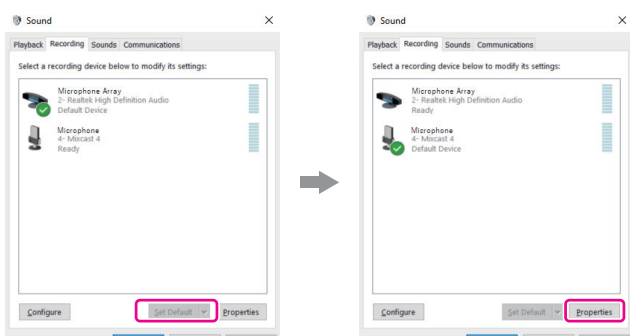 Sound
Playback Recording Sounds Communications
Select a recording device below to modify its settings:
Microphone Array
2- Realtek High Definition Audio
Default Device
Microphone
4- Mixcast 4
Ready
Configure Set Default Properties
Sound
Playback Recording Sounds Communications
Select a recording device below to modify its settings:
Microphone Array
2- Realtek High Definition Audio
Ready
Microphone
4- Mixcast 4
Default Device
Configure Set Default Properties